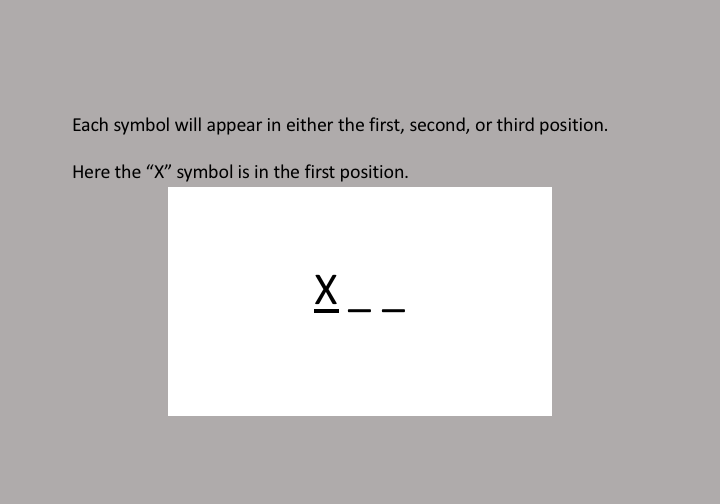 Each symbol will appear in either the first, second, or third position.
Here the “X” symbol is in the first position.
X _ _